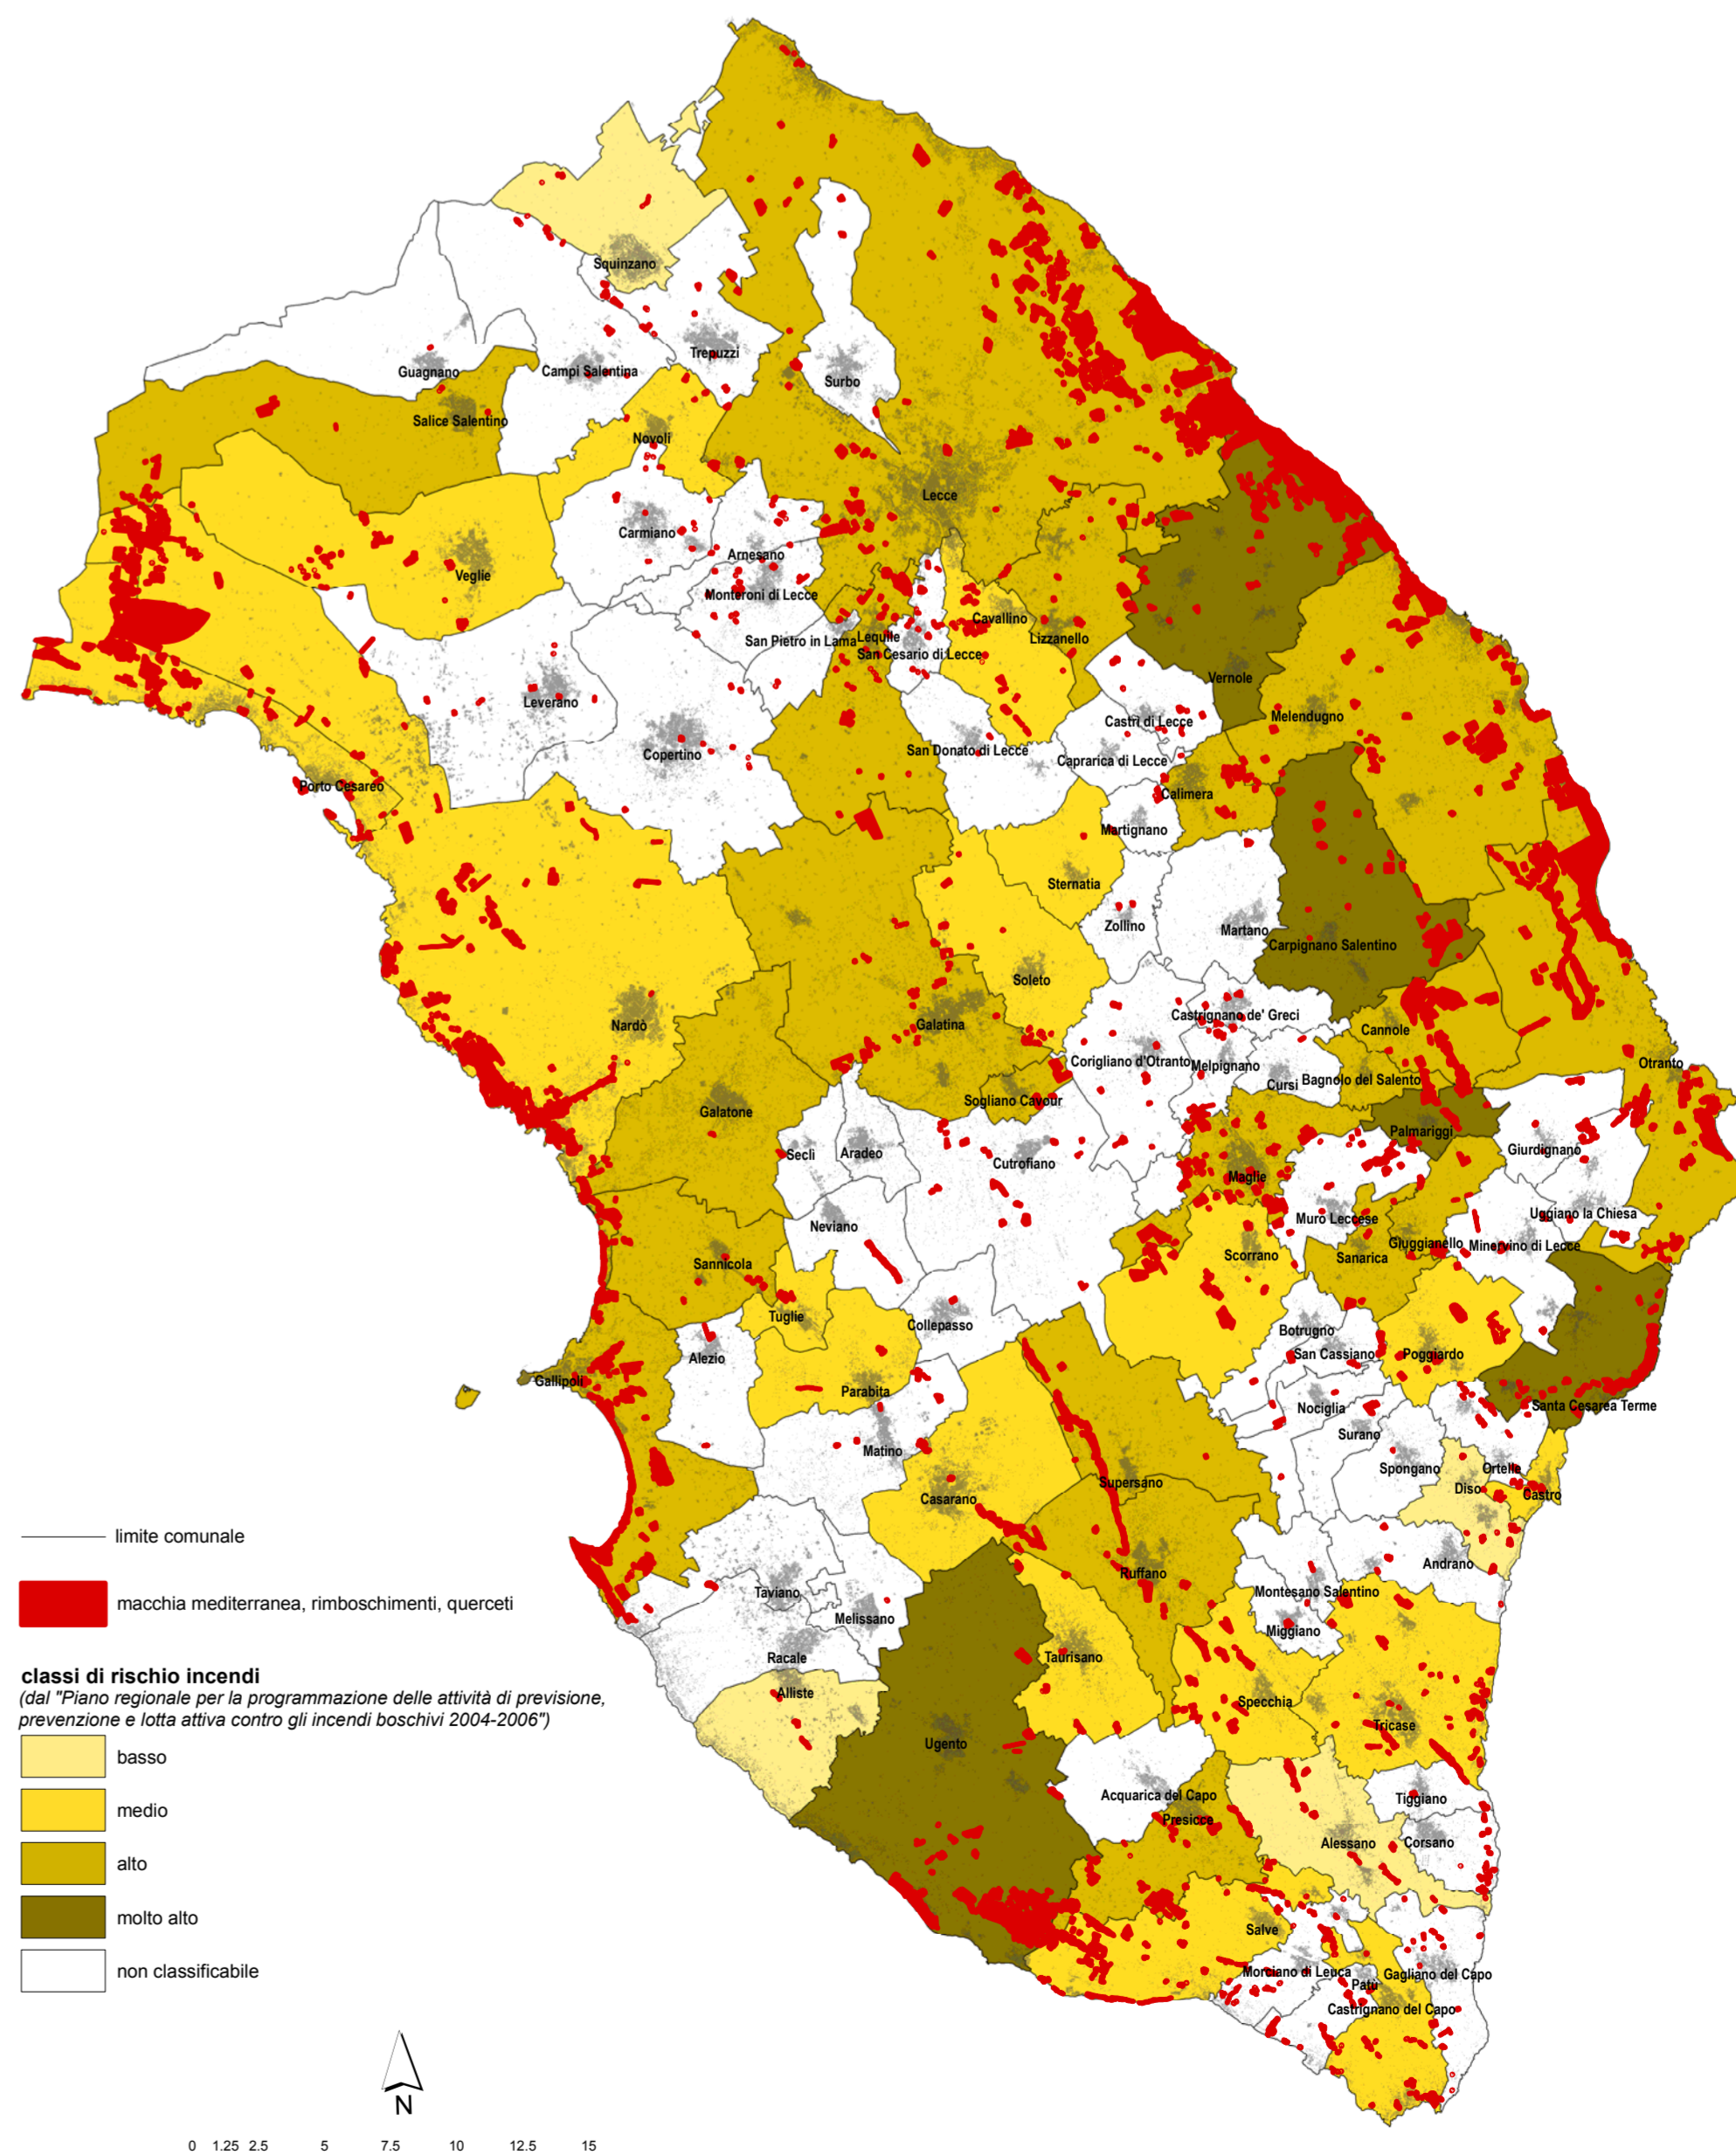 Squinzano
Trepuzzi
Guagnano
Campi Salentina
Surbo
Salice Salentino
Novoli
Lecce
Carmiano
Arnesano
Veglie
Monteroni di Lecce
Cavallino
San Pietro in Lama
Lequile
Lizzanello
San Cesario di Lecce
Vernole
Leverano
Melendugno
Castri di Lecce
Copertino
San Donato di Lecce
Caprarica di Lecce
Porto Cesareo
Calimera
Martignano
Sternatia
Zollino
Martano
Carpignano Salentino
Soleto
Castrignano de' Greci
Nardò
Galatina
Cannole
Corigliano d'Otranto
Melpignano
Otranto
Cursi
Bagnolo del Salento
Sogliano Cavour
Galatone
Palmariggi
Giurdignano
Seclì
Aradeo
Cutrofiano
Maglie
Uggiano la Chiesa
Muro Leccese
Neviano
Giuggianello
Minervino di Lecce
Scorrano
Sanarica
Sannicola
Tuglie
Collepasso
Botrugno
San Cassiano
Poggiardo
Alezio
Gallipoli
Parabita
Nociglia
Santa Cesarea Terme
Surano
Matino
Spongano
Ortelle
Supersano
Diso
Castro
Casarano
limite comunale
Andrano
Ruffano
Taviano
Montesano Salentino
macchia mediterranea, rimboschimenti, querceti
Melissano
Miggiano
Racale
Taurisano
classi di rischio incendi
(dal "Piano regionale per la programmazione delle attività di previsione,
prevenzione e lotta attiva contro gli incendi boschivi 2004-2006")
Alliste
Specchia
Tricase
Ugento
basso
Acquarica del Capo
Tiggiano
medio
Presicce
Alessano
Corsano
alto
molto alto
Salve
non classificabile
Morciano di Leuca
Gagliano del Capo
Patù
Castrignano del Capo
N
0 1.25 2.5 5 7.5 10 12.5 15